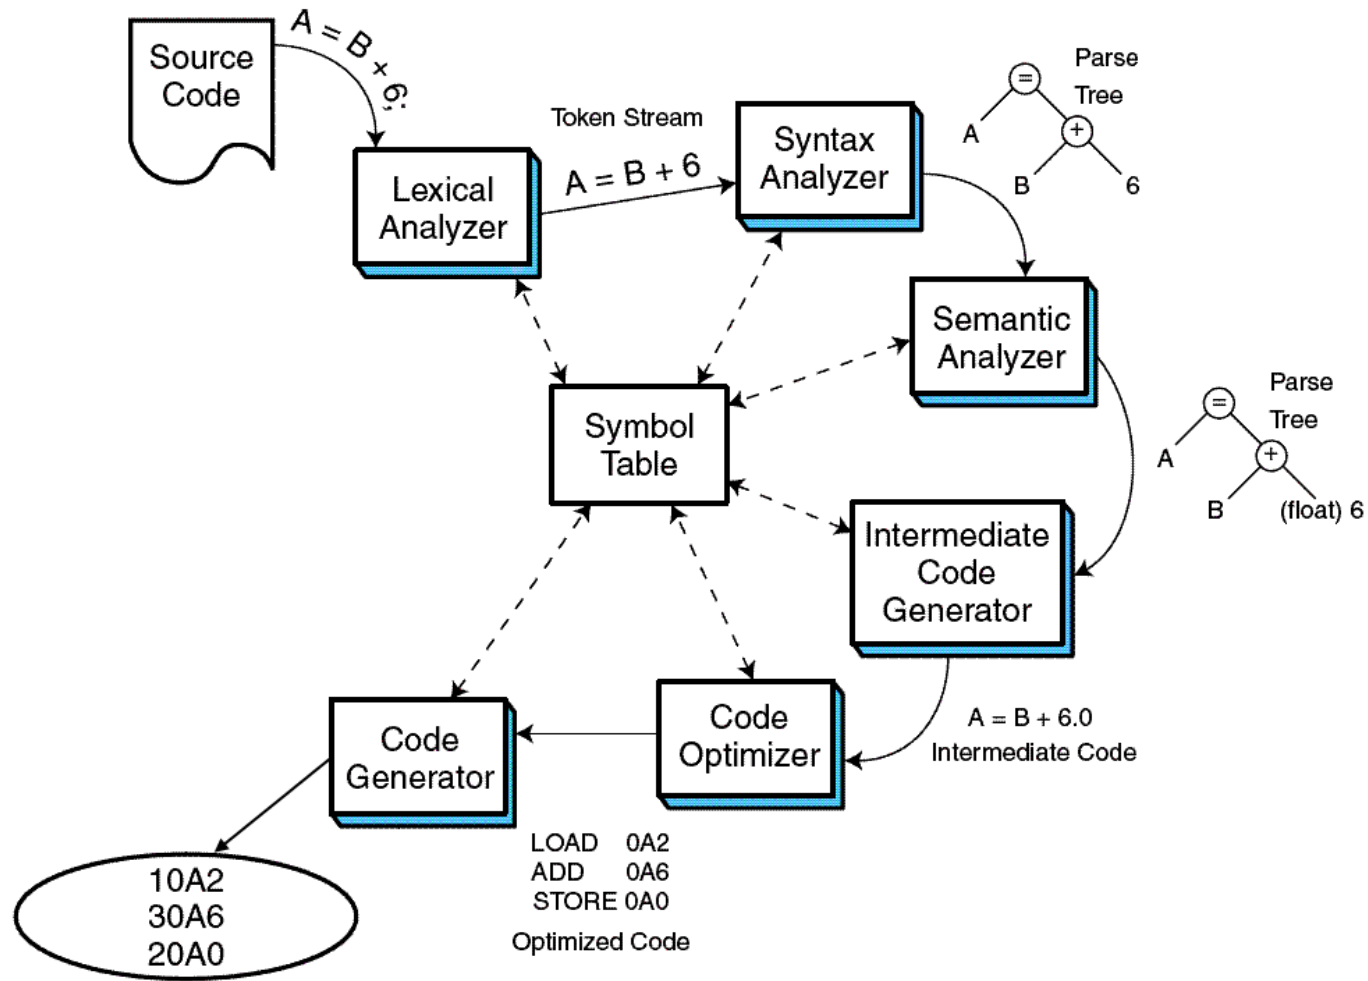 Source
Code
A = B + 6;
Lexical
Analyzer
Token Stream
A = B + 6
Syntax
Analyzer
Parse
Tree
=
A
+
B
6
Semantic
Analyzer
Parse
Tree
=
A
+
B
(float) 6
Symbol
Table
Intermediate
Code
Generator
A = B + 6.0
Intermediate Code
Code
Optimizer
LOAD 0A2
ADD 0A6
STORE 0A0
Optimized Code
Code
Generator
10A2
30A6
20A0